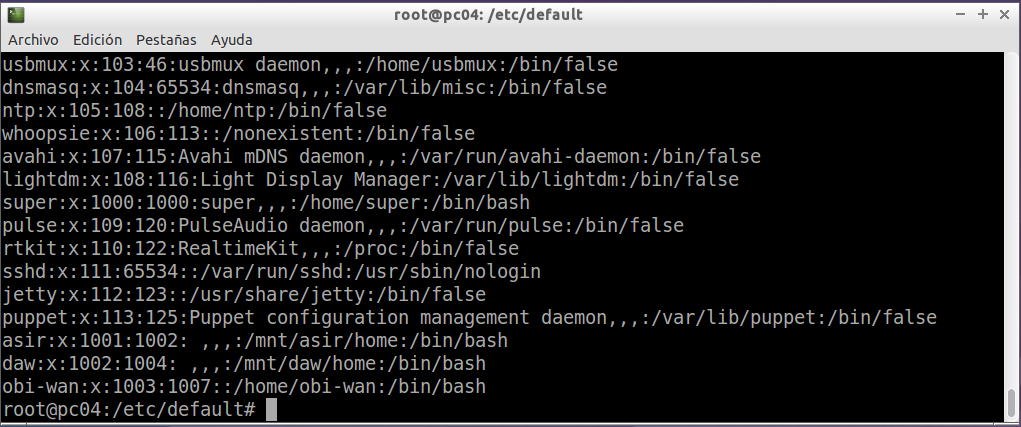 root@pc04: /etc/default
Archivo Edición Pestañas Ayuda
usbmux:x:103:46:usbmux daemon,,,:/home/usbmux:/bin/false
dnsmasq:x:104:65534:dnsmasq,,,:/var/lib/misc:/bin/false
ntp:x:105:108::/home/ntp:/bin/false
whoopsie:x:106:113::/nonexistent:/bin/false
avahi:x:107:115:Avahi mDNS daemon,,,:/var/run/avahi-daemon:/bin/false
lightdm:x:108:116:Light Display Manager:/var/lib/lightdm:/bin/false
super:x:1000:1000:super,,,:/home/super:/bin/bash
pulse:x:109:120:PulseAudio daemon,,,:/var/run/pulse:/bin/false
rtkit:x:110:122:RealtimeKit,,,:/proc:/bin/false
sshd:x:111:65534::/var/run/sshd:/usr/sbin/nologin
jetty:x:112:123::/usr/share/jetty:/bin/false
puppet:x:113:125:Puppet configuration management daemon,,,:/var/lib/puppet:/bin/false
asir:x:1001:1002: ,,,:/mnt/asir/home:/bin/bash
daw:x:1002:1004: ,,,:/mnt/daw/home:/bin/bash
obi-wan:x:1003:1007::/home/obi-wan:/bin/bash
root@pc04:/etc/default#